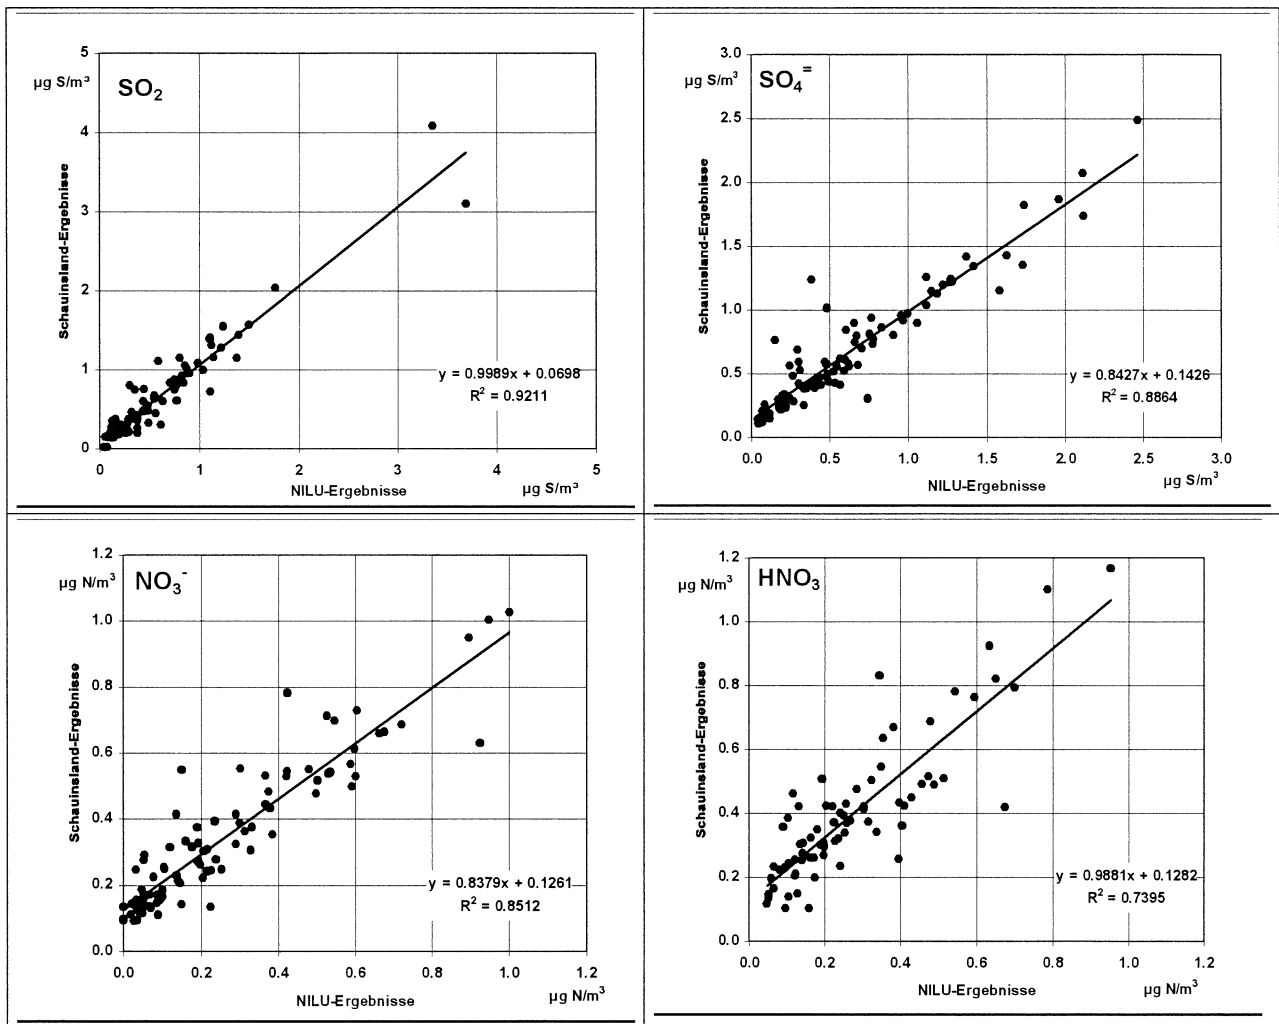 5
µg S/m³
SO₂
4
3
2
1
0
Schauinsland-Ergebnisse
y = 0.9989x + 0.0698
R² = 0.9211
0 1 2 3 4 5
NILU-Ergebnisse
µg S/m³
3.0
µg S/m³
SO₄⁼
2.5
2.0
1.5
1.0
0.5
0.0
Schauinsland-Ergebnisse
y = 0.8427x + 0.1426
R² = 0.8864
0.0 0.5 1.0 1.5 2.0 2.5 3.0
NILU-Ergebnisse
µg S/m³
1.2
µg N/m³
NO₃⁻
1.0
0.8
0.6
0.4
0.2
0.0
Schauinsland-Ergebnisse
y = 0.8379x + 0.1261
R² = 0.8512
0.0 0.2 0.4 0.6 0.8 1.0 1.2
NILU-Ergebnisse
µg N/m³
1.2
µg N/m³
HNO₃
1.0
0.8
0.6
0.4
0.2
0.0
Schauinsland-Ergebnisse
y = 0.9881x + 0.1282
R² = 0.7395
0.0 0.2 0.4 0.6 0.8 1.0 1.2
NILU-Ergebnisse
µg N/m³